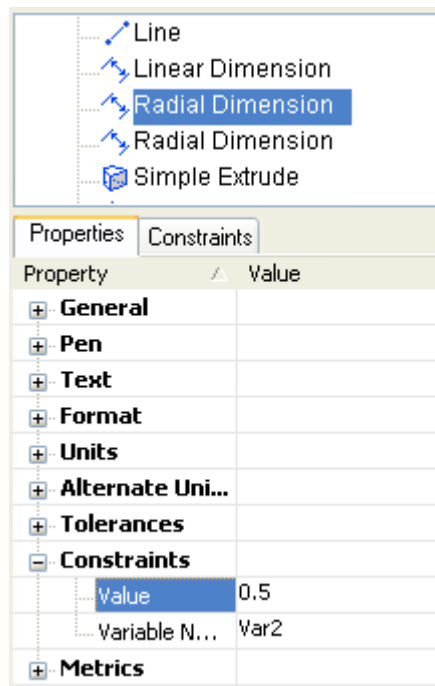 Line
Linear Dimension
Radial Dimension
Radial Dimension
Simple Extrude
Properties Constraints
Property Value
General
Pen
Text
Format
Units
Alternate Uni...
Tolerances
Constraints
Value 0.5
Variable N... Var2
Metrics